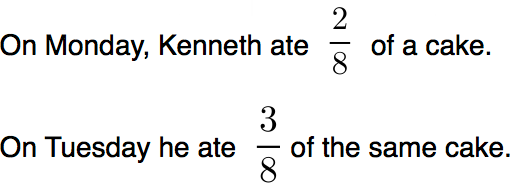 On Monday, Kenneth ate 2/8 of a cake.
On Tuesday he ate 3/8 of the same cake.